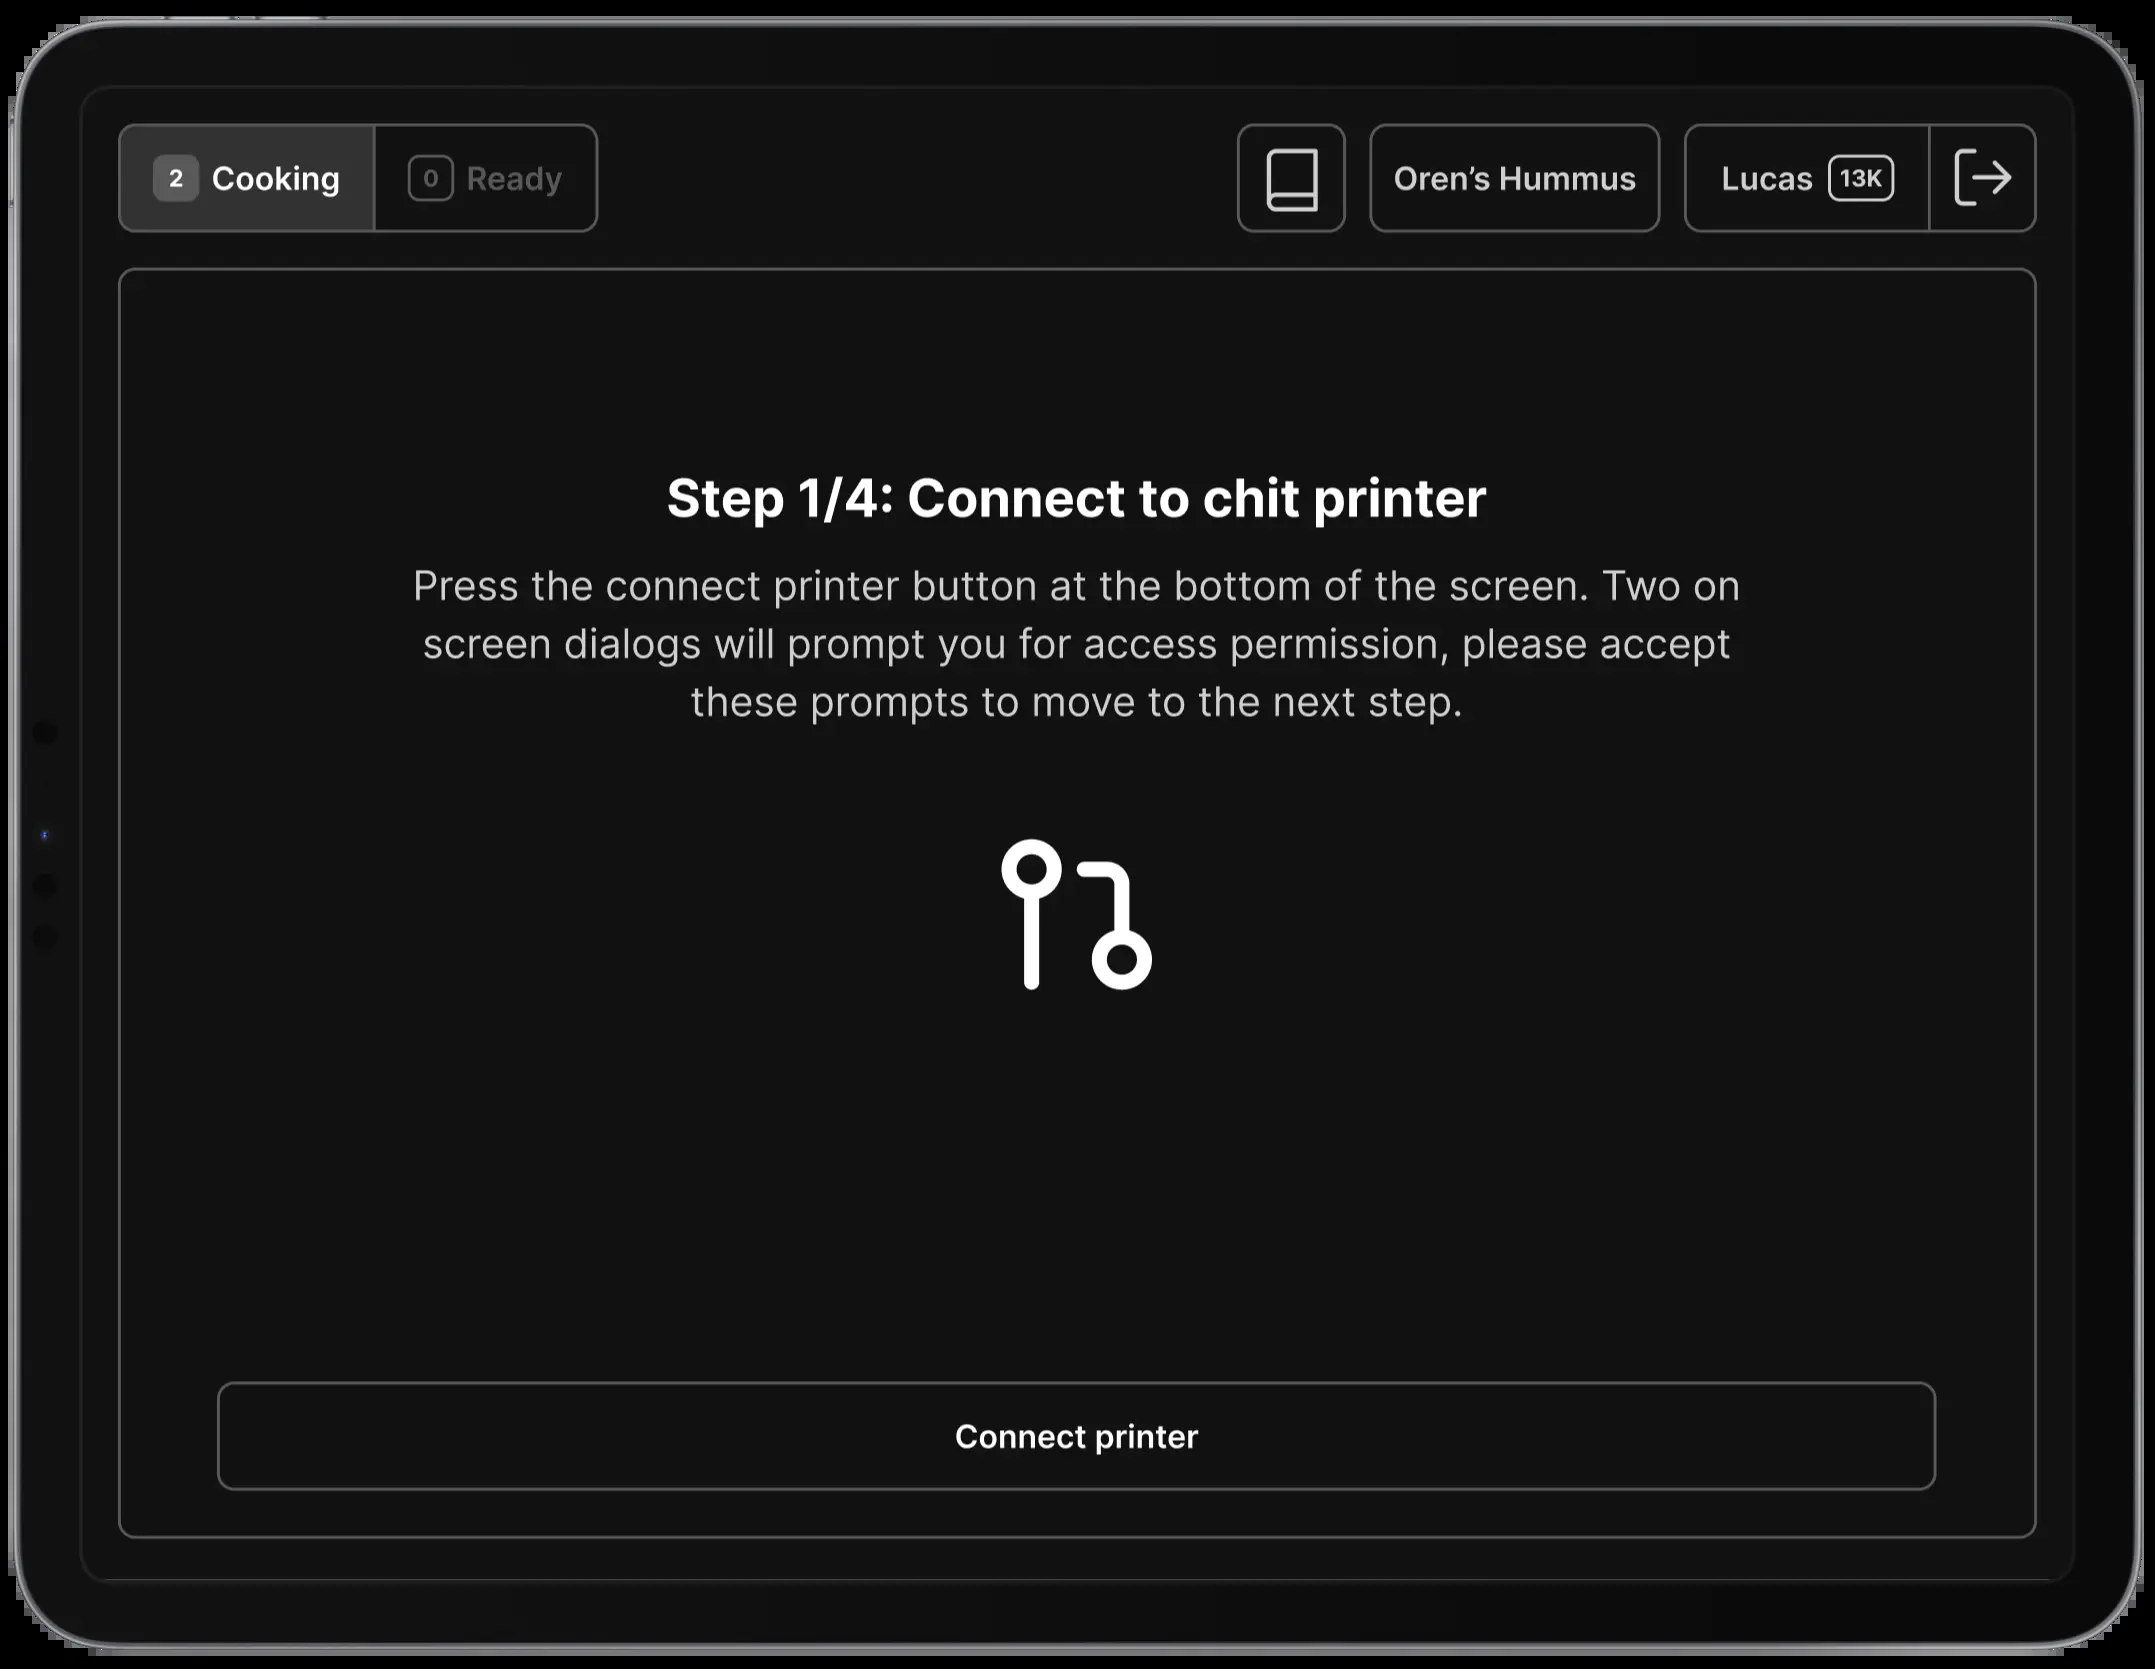 2 Cooking 0 Ready Oren’s Hummus Lucas 13K
Step 1/4: Connect to chit printer
Press the connect printer button at the bottom of the screen. Two on
screen dialogs will prompt you for access permission, please accept
these prompts to move to the next step.
Connect printer